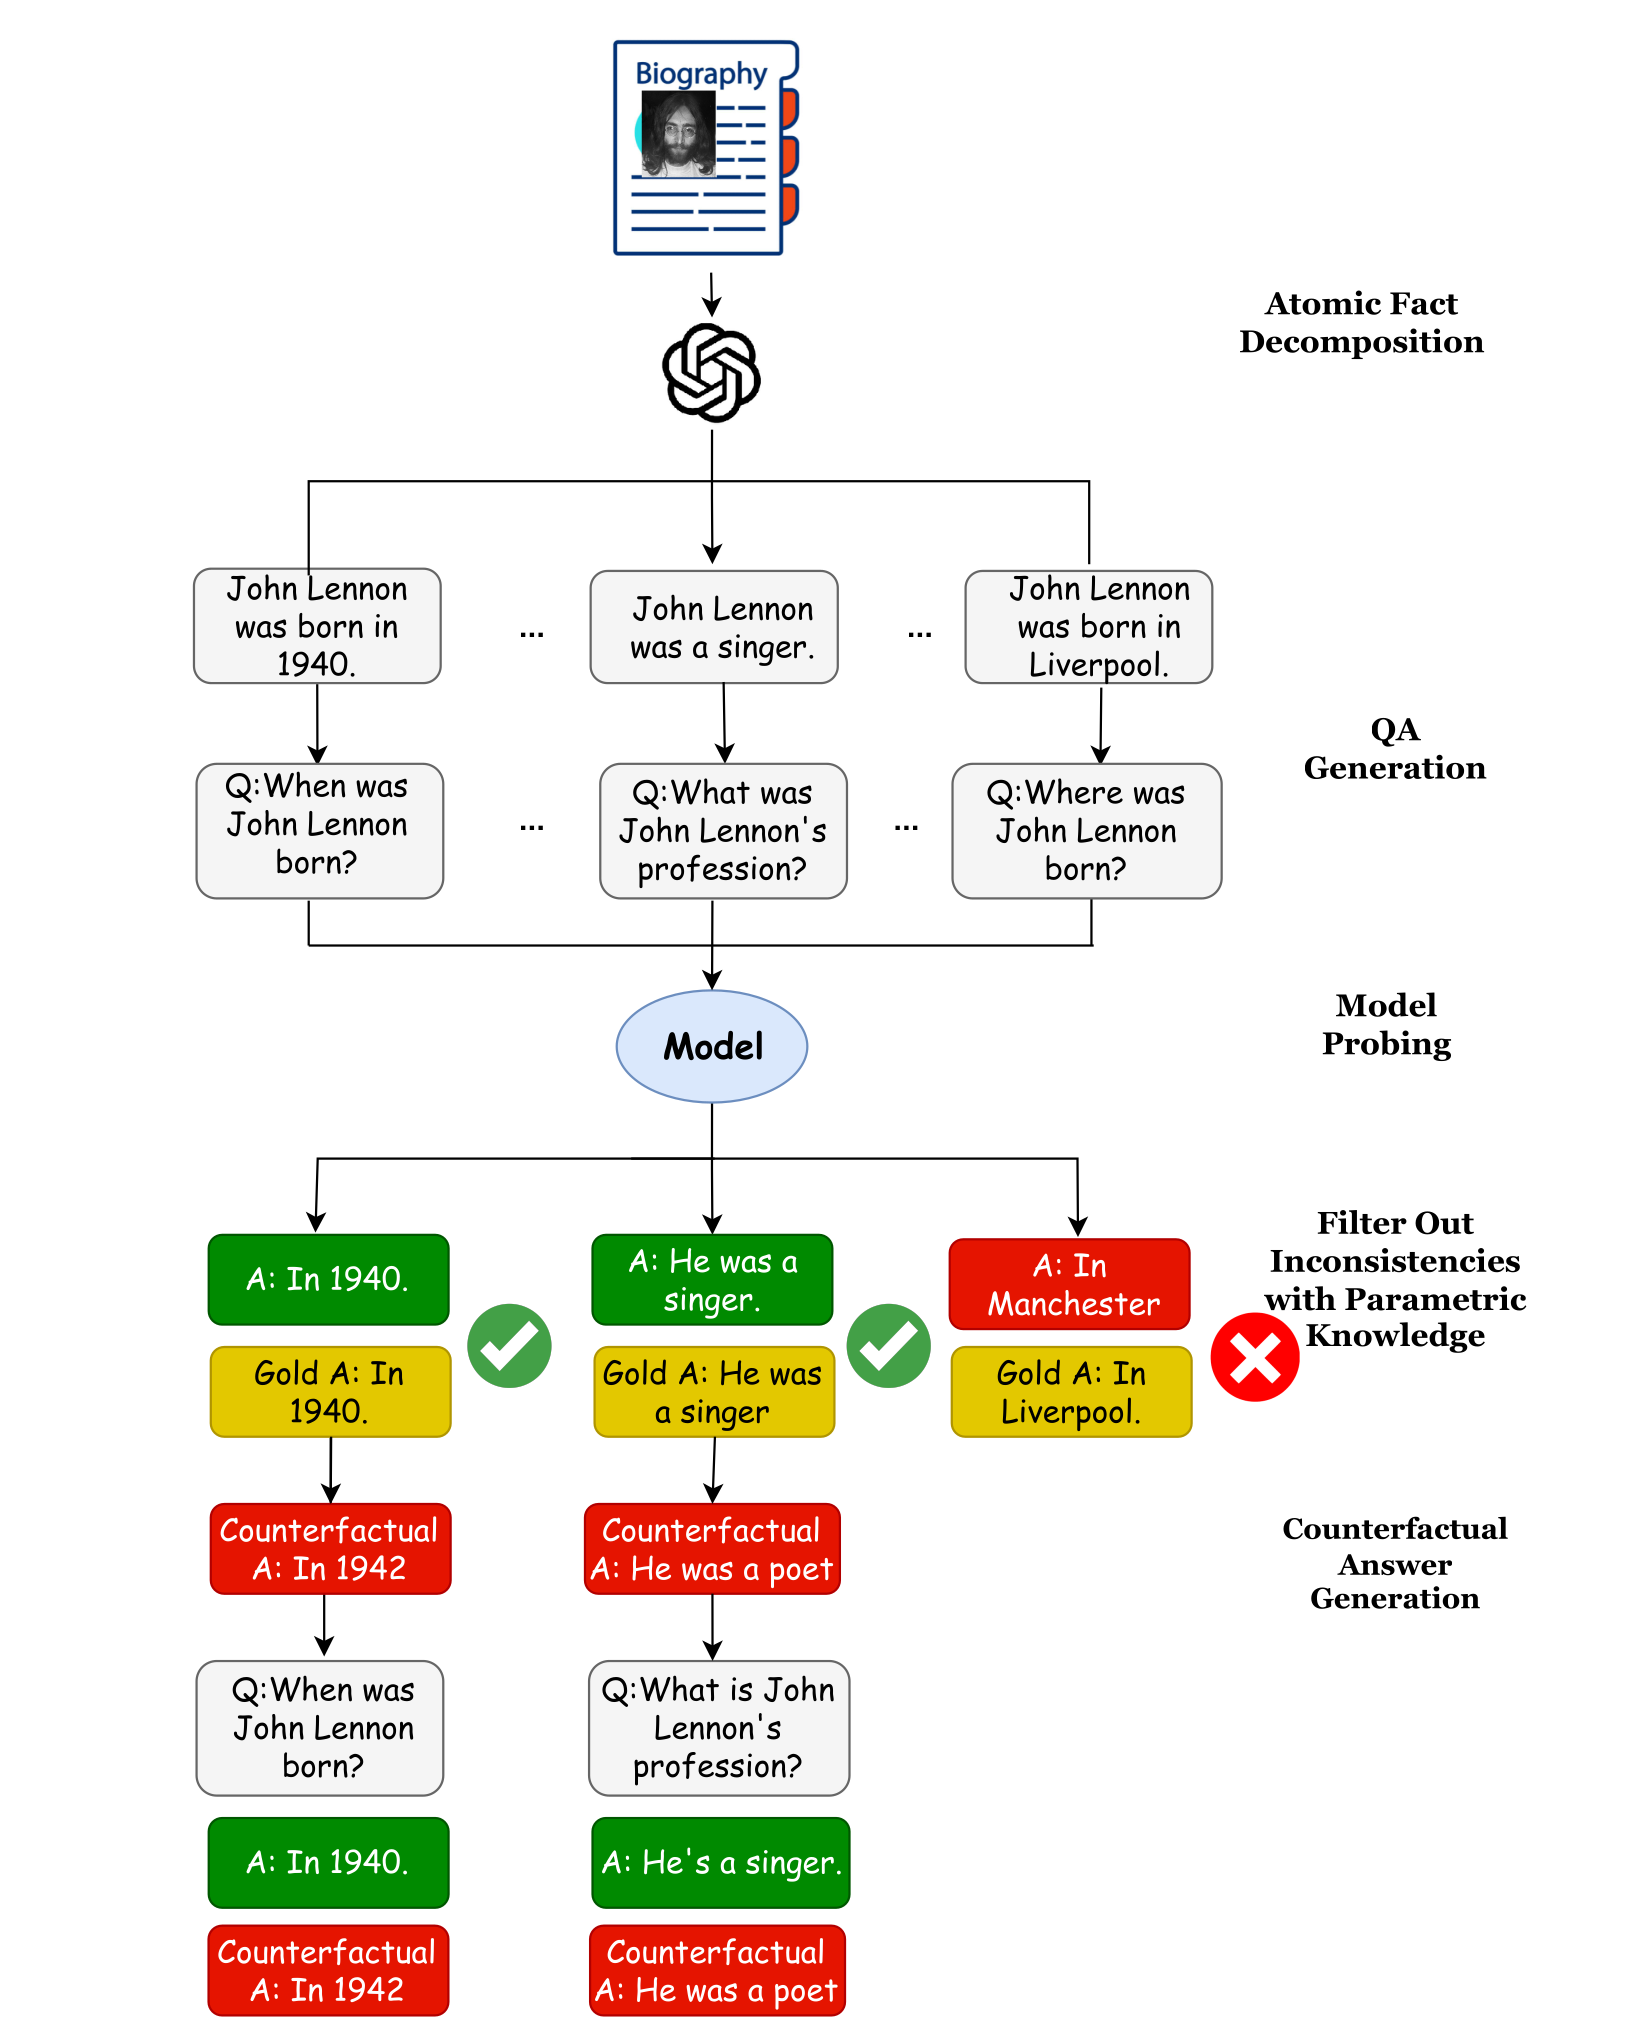 Biography
Atomic Fact
Decomposition
John Lennon
was born in
1940.
...
John Lennon
was a singer.
...
John Lennon
was born in
Liverpool.
QA
Generation
Q:When was
John Lennon
born?
...
Q:What was
John Lennon's
profession?
...
Q:Where was
John Lennon
born?
Model
Probing
Model
Filter Out
Inconsistencies
with Parametric
Knowledge
A: In 1940.
A: He was a
singer.
A: In
Manchester
Gold A: In
1940.
Gold A: He was
a singer
Gold A: In
Liverpool.
Counterfactual
A: In 1942
Counterfactual
A: He was a poet
Counterfactual
Answer
Generation
Q:When was
John Lennon
born?
Q:What is John
Lennon's
profession?
A: In 1940.
A: He's a singer.
Counterfactual
A: In 1942
Counterfactual
A: He was a poet